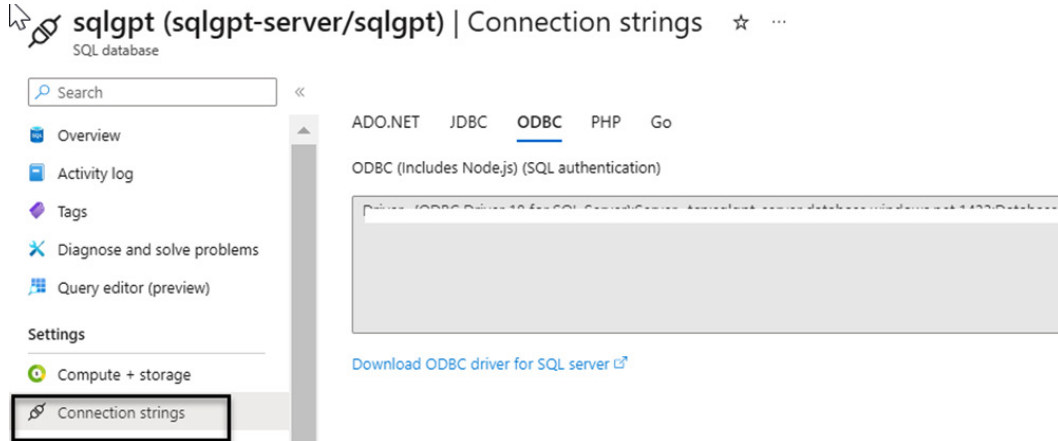 sqlgpt (sqlgpt-server/sqlgpt) | Connection strings
SQL database
Search
ADO.NET JDBC ODBC PHP Go
Overview
ODBC (Includes Node.js) (SQL authentication)
Activity log
Tags
Diagnose and solve problems
Query editor (preview)
Settings
Download ODBC driver for SQL server
Compute + storage
Connection strings